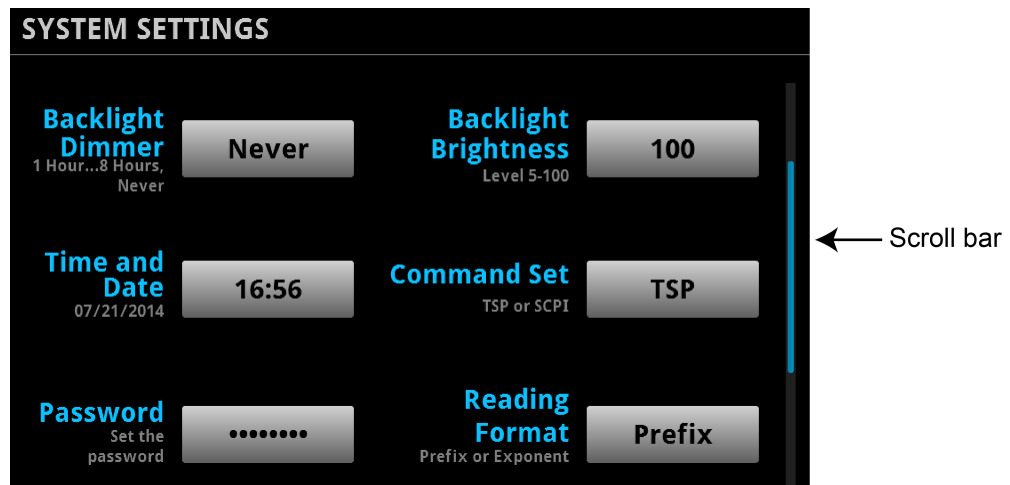 SYSTEM SETTINGS
Backlight
Dimmer
1 Hour...8 Hours,
Never
Never
Backlight
Brightness
Level 5-100
100
Scroll bar
Time and
Date
07/21/2014
16:56
Command Set
TSP or SCPI
TSP
Password
Set the
password
••••••••
Reading
Format
Prefix or Exponent
Prefix